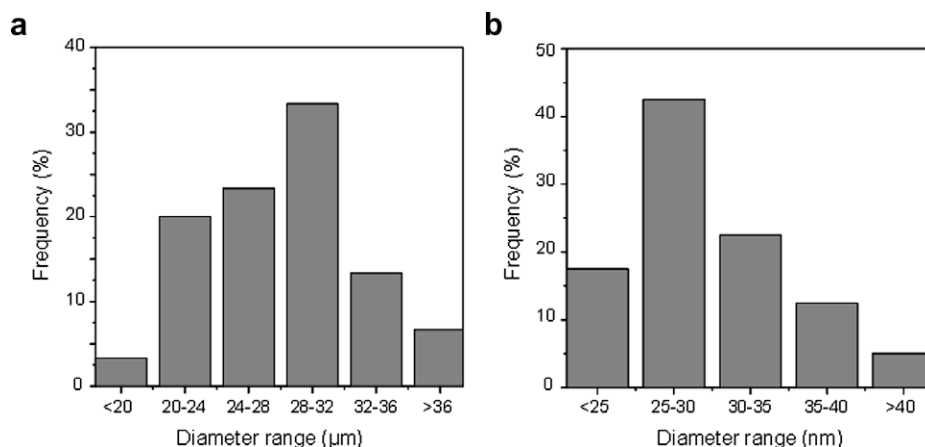 a
40
30
20
10
0
Frequency (%)
<20 20-24 24-28 28-32 32-36 >36
Diameter range (µm)
b
50
40
30
20
10
0
Frequency (%)
<25 25-30 30-35 35-40 >40
Diameter range (nm)